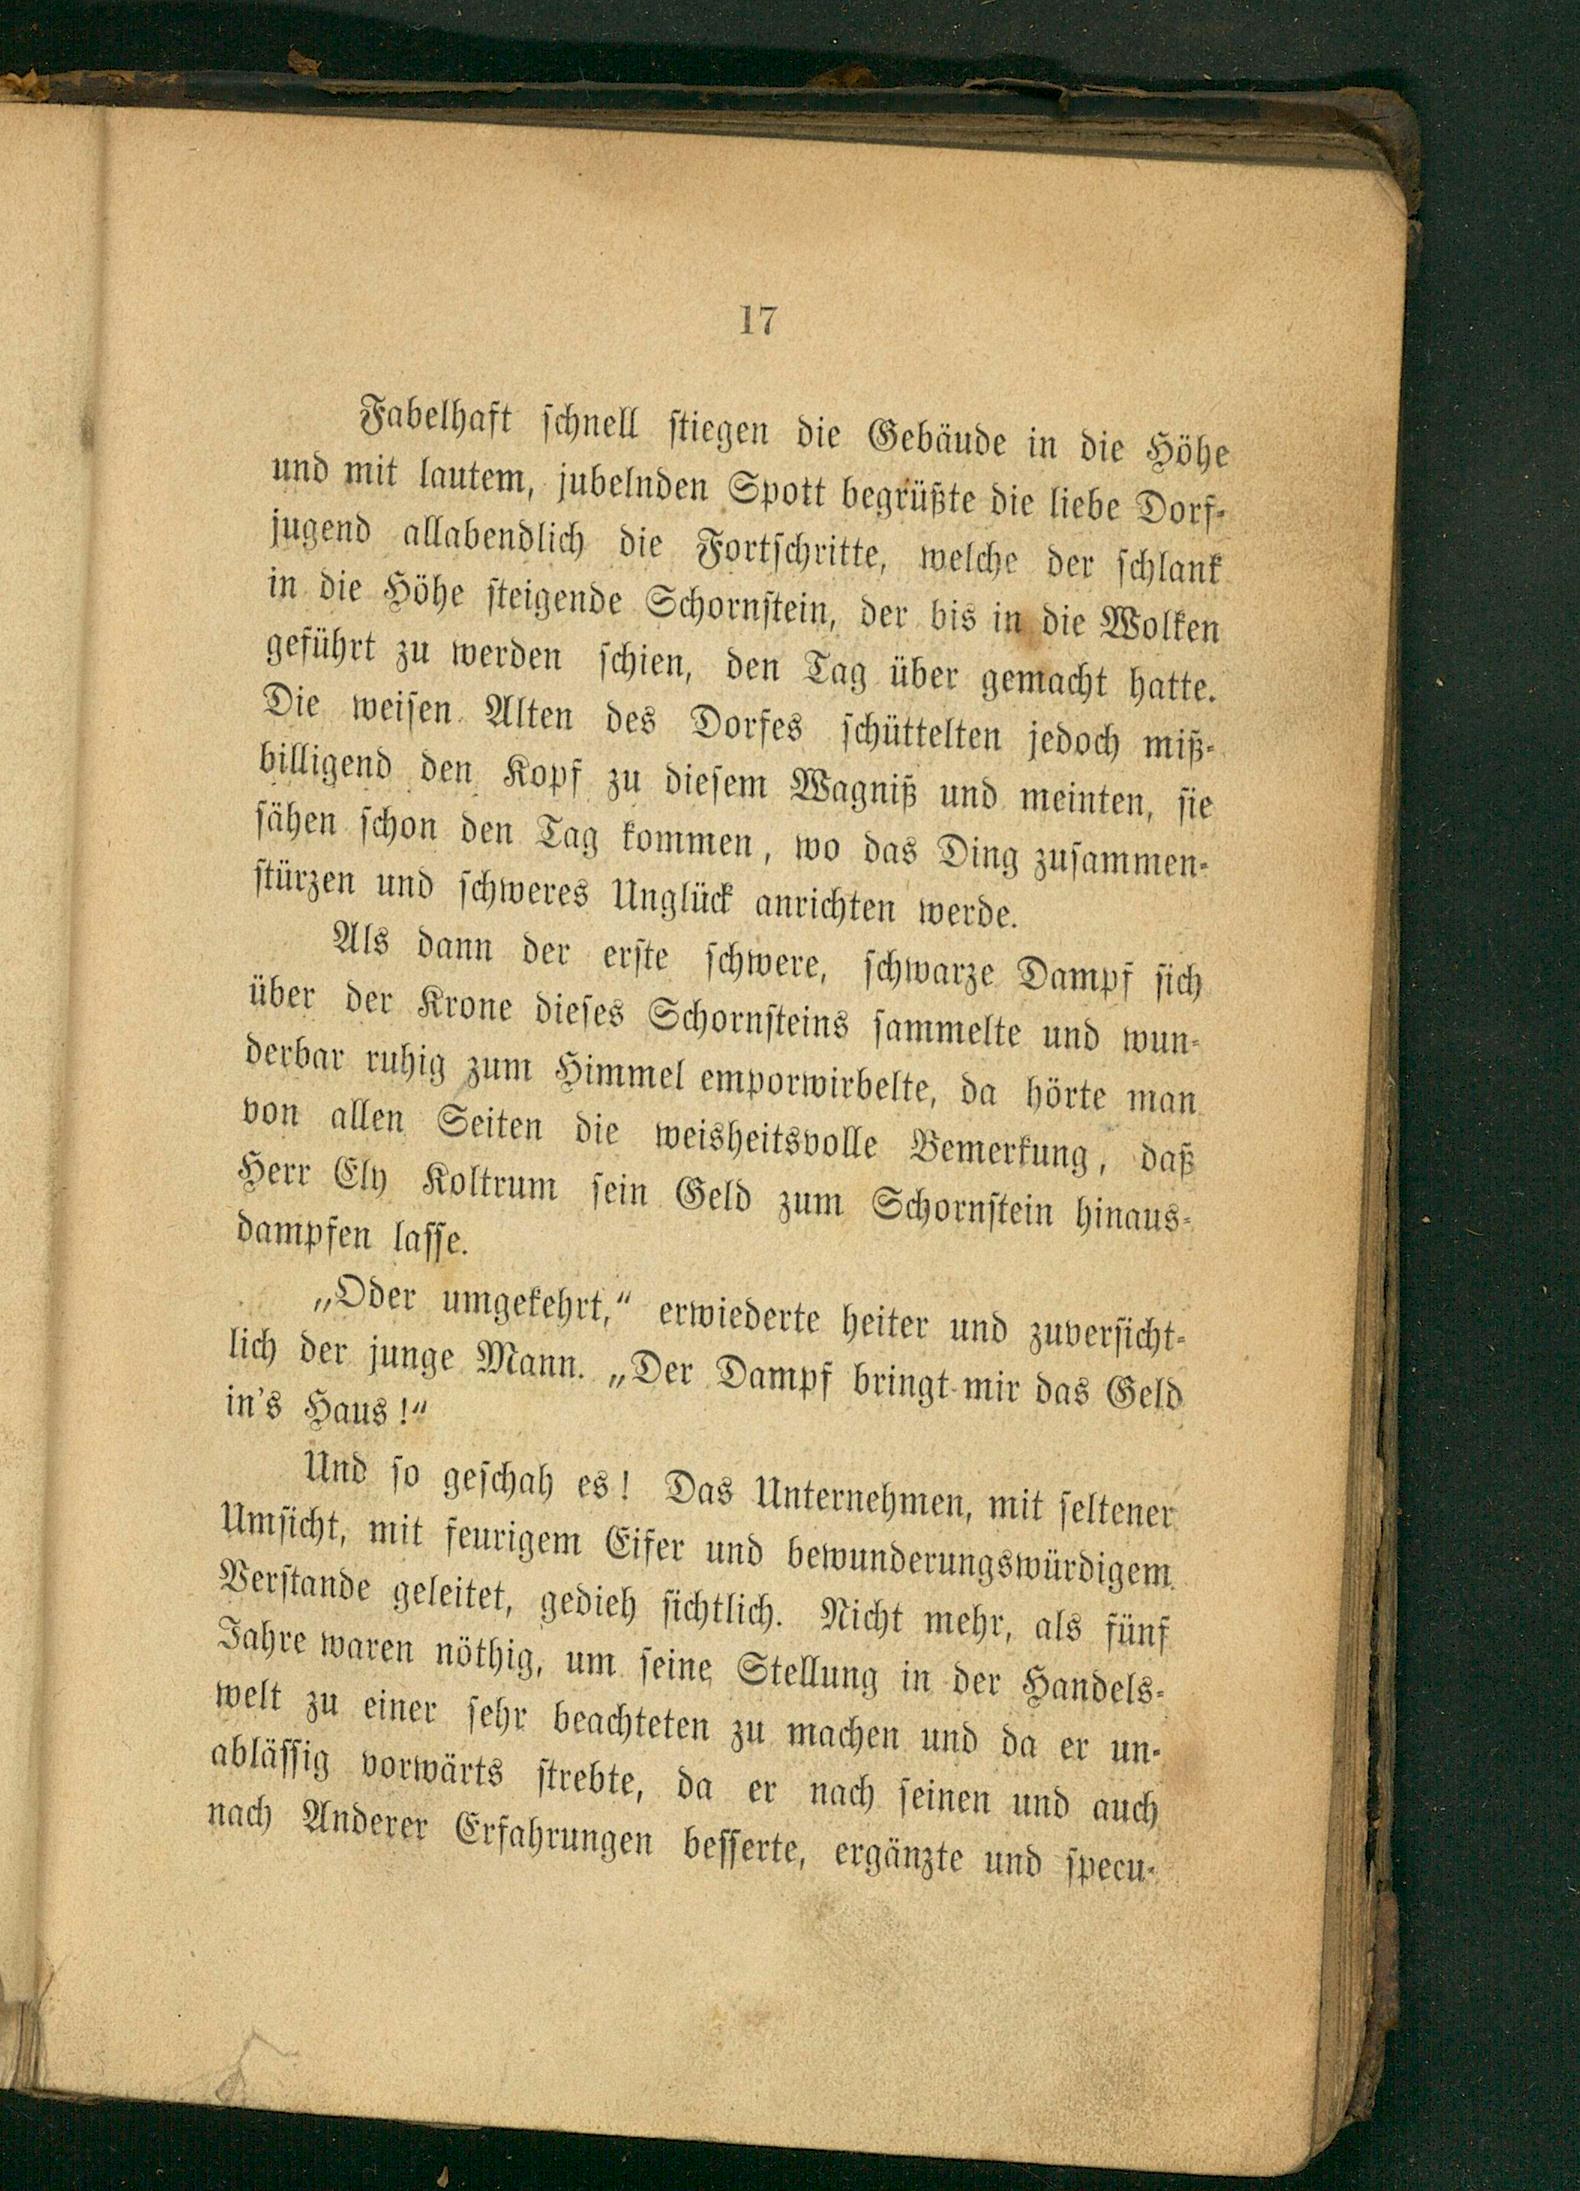 17
Fabelhaft schnell stiegen die Gebäude in die Höhe
und mit lautem, jubelnden Spott begrüßte die liebe Dorf-
jugend allabendlich die Fortschritte, welche der schlank
in die Höhe steigende Schornstein, der bis in die Wolken
geführt zu werden schien, den Tag über gemacht hatte.
Die weisen Alten des Dorfes schüttelten jedoch miß-
billigend den Kopf zu diesem Wagniß und meinten, sie
sähen schon den Tag kommen, wo das Ding zusammen-
stürzen und schweres Unglück anrichten werde.
Als dann der erste schwere, schwarze Dampf sich
über der Krone dieses Schornsteins sammelte und wun-
derbar ruhig zum Himmel emporwirbelte, da hörte man
von allen Seiten die weisheitsvolle Bemerkung, daß
Herr Ely Koltrum sein Geld zum Schornstein hinaus-
dampfen lasse.
„Oder umgekehrt,“ erwiederte heiter und zuversicht-
lich der junge Mann. „Der Dampf bringt mir das Geld
in's Haus!“
Und so geschah es! Das Unternehmen, mit seltener
Umsicht, mit feurigem Eifer und bewunderungswürdigem
Verstande geleitet, gedieh sichtlich. Nicht mehr, als fünf
Jahre waren nöthig, um seine Stellung in der Handels-
welt zu einer sehr beachteten zu machen und da er un-
ablässig vorwärts strebte, da er nach seinen und auch
nach Anderer Erfahrungen besserte, ergänzte und specu-